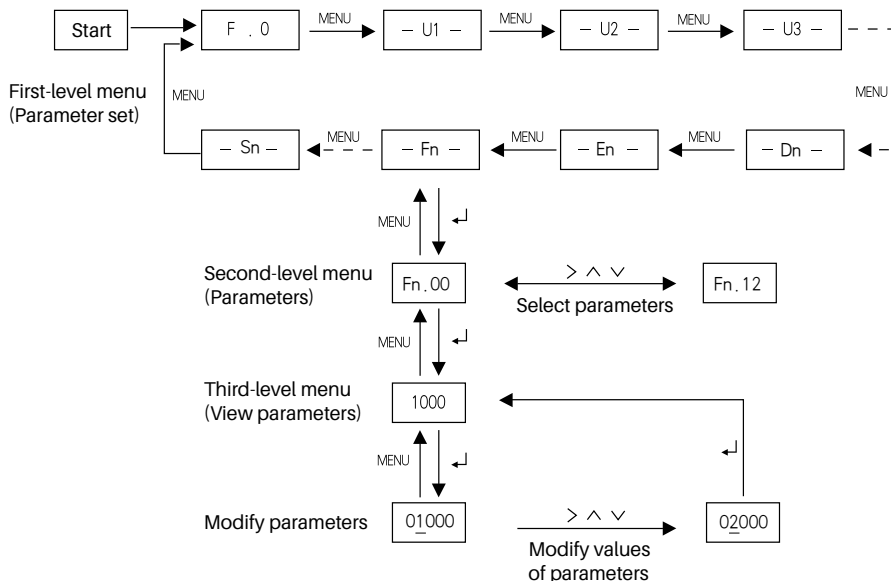 Start
F . 0
MENU
– U1 –
MENU
– U2 –
MENU
– U3 –
First-level menu
(Parameter set)
MENU
MENU
– Sn –
MENU
– Fn –
MENU
– En –
MENU
– Dn –
MENU
Second-level menu
(Parameters)
Fn.00
> ∧ ∨
Select parameters
Fn.12
MENU
Third-level menu
(View parameters)
1000
MENU
Modify parameters
01000
> ∧ ∨
Modify values
of parameters
02000